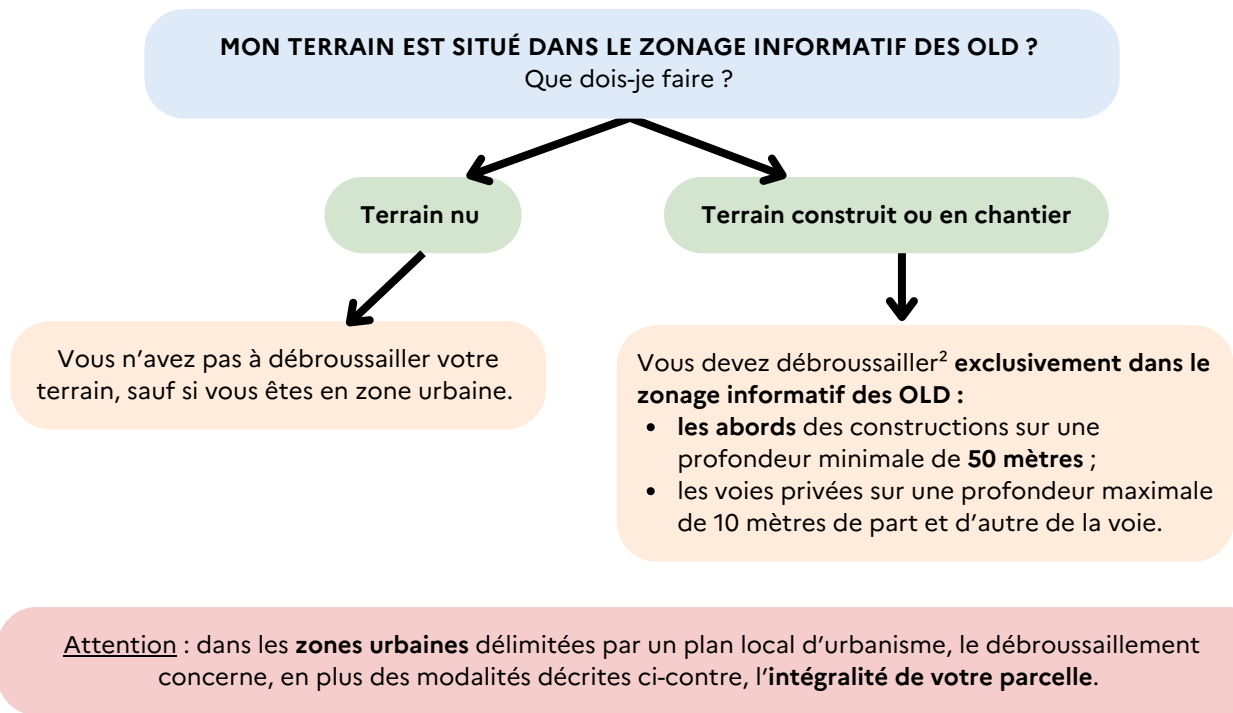 MON TERRAIN EST SITUÉ DANS LE ZONAGE INFORMATIF DES OLD ?
Que dois-je faire ?
Terrain nu
Terrain construit ou en chantier
Vous n’avez pas à débroussailler votre
terrain, sauf si vous êtes en zone urbaine.
Vous devez débroussailler² exclusivement dans le
zonage informatif des OLD :
• les abords des constructions sur une
profondeur minimale de 50 mètres ;
• les voies privées sur une profondeur maximale
de 10 mètres de part et d’autre de la voie.
Attention : dans les zones urbaines délimitées par un plan local d’urbanisme, le débroussaillement
concerne, en plus des modalités décrites ci-contre, l’intégralité de votre parcelle.